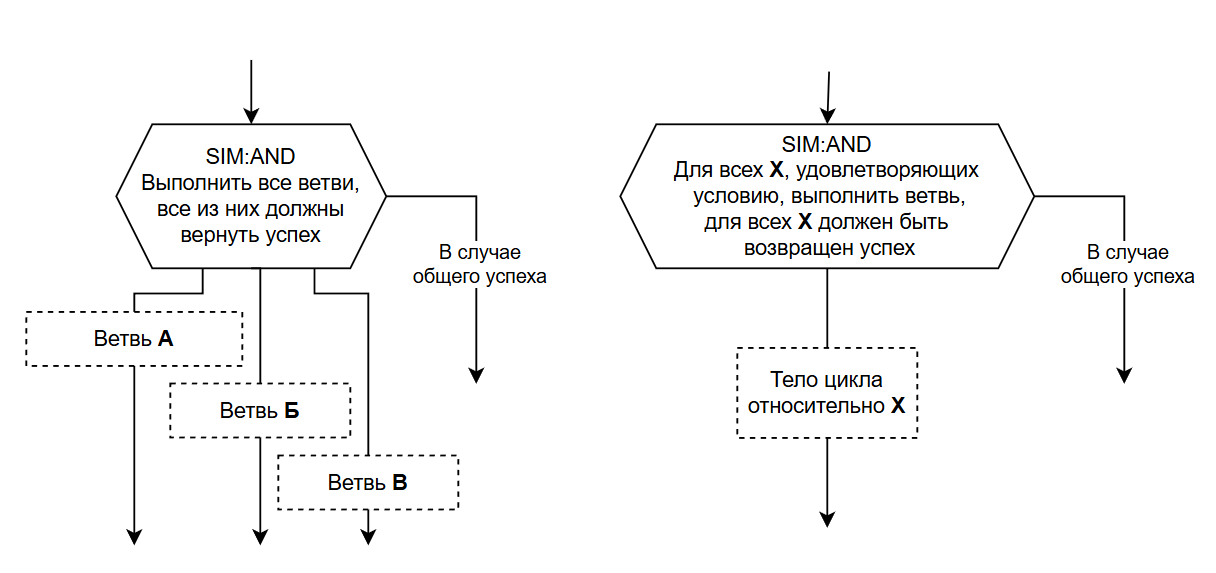 SIM:AND
Выполнить все ветви,
все из них должны
вернуть успех
В случае
общего успеха
Ветвь А
Ветвь Б
Ветвь В
SIM:AND
Для всех X, удовлетворяющих
условию, выполнить ветвь,
для всех X должен быть
возвращен успех
В случае
общего успеха
Тело цикла
относительно X